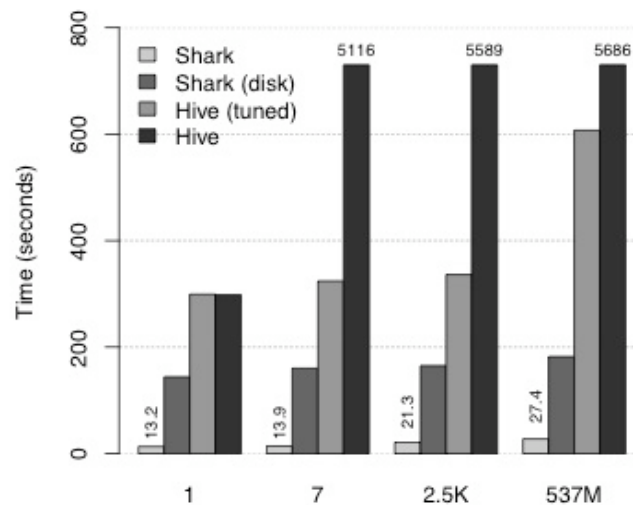 800
600
400
200
0
Time (seconds)
Shark
Shark (disk)
Hive (tuned)
Hive
5116
5589
5686
13.2
13.9
21.3
27.4
1
7
2.5K
537M